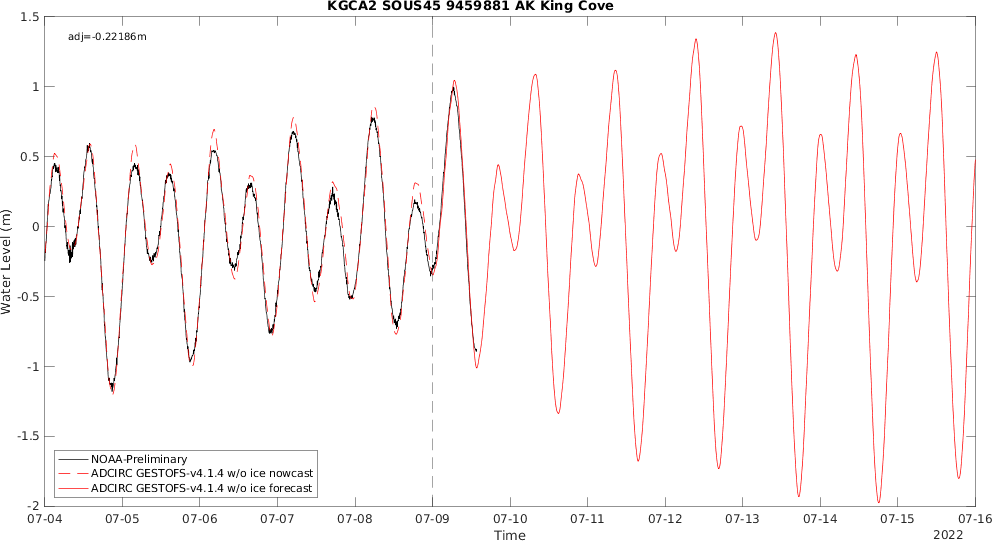 KGCA2 SOUS45 9459881 AK King Cove
adj=-0.22186m
1.5
1
0.5
0
-0.5
-1
-1.5
-2
Water Level (m)
NOAA-Preliminary
ADCIRC GESTOFS-v4.1.4 w/o ice nowcast
ADCIRC GESTOFS-v4.1.4 w/o ice forecast
07-04 07-05 07-06 07-07 07-08 07-09 07-10 07-11 07-12 07-13 07-14 07-15 07-16
Time
2022